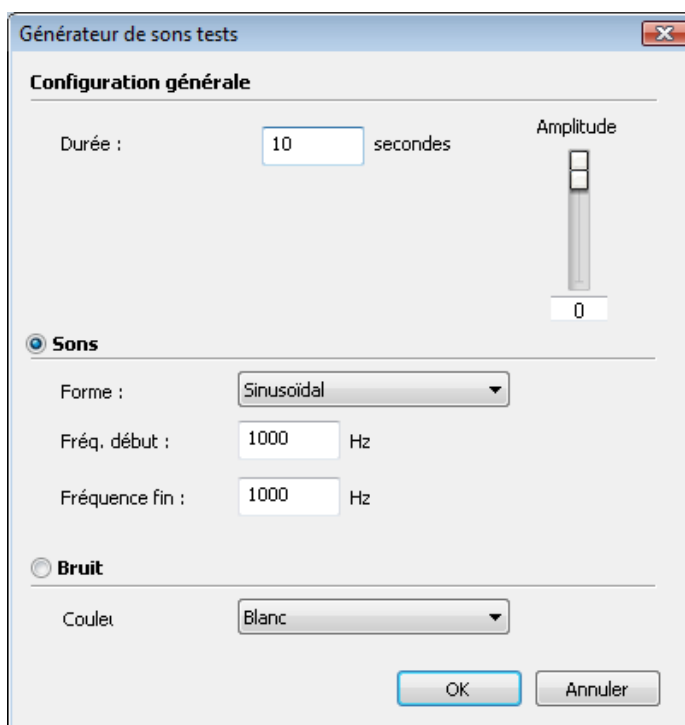 Générateur de sons tests
Configuration générale
Durée : 10 secondes
Amplitude
0
Sons
Forme : Sinusoïdal
Fréq. début : 1000 Hz
Fréquence fin : 1000 Hz
Bruit
Couleu Blanc
OK Annuler